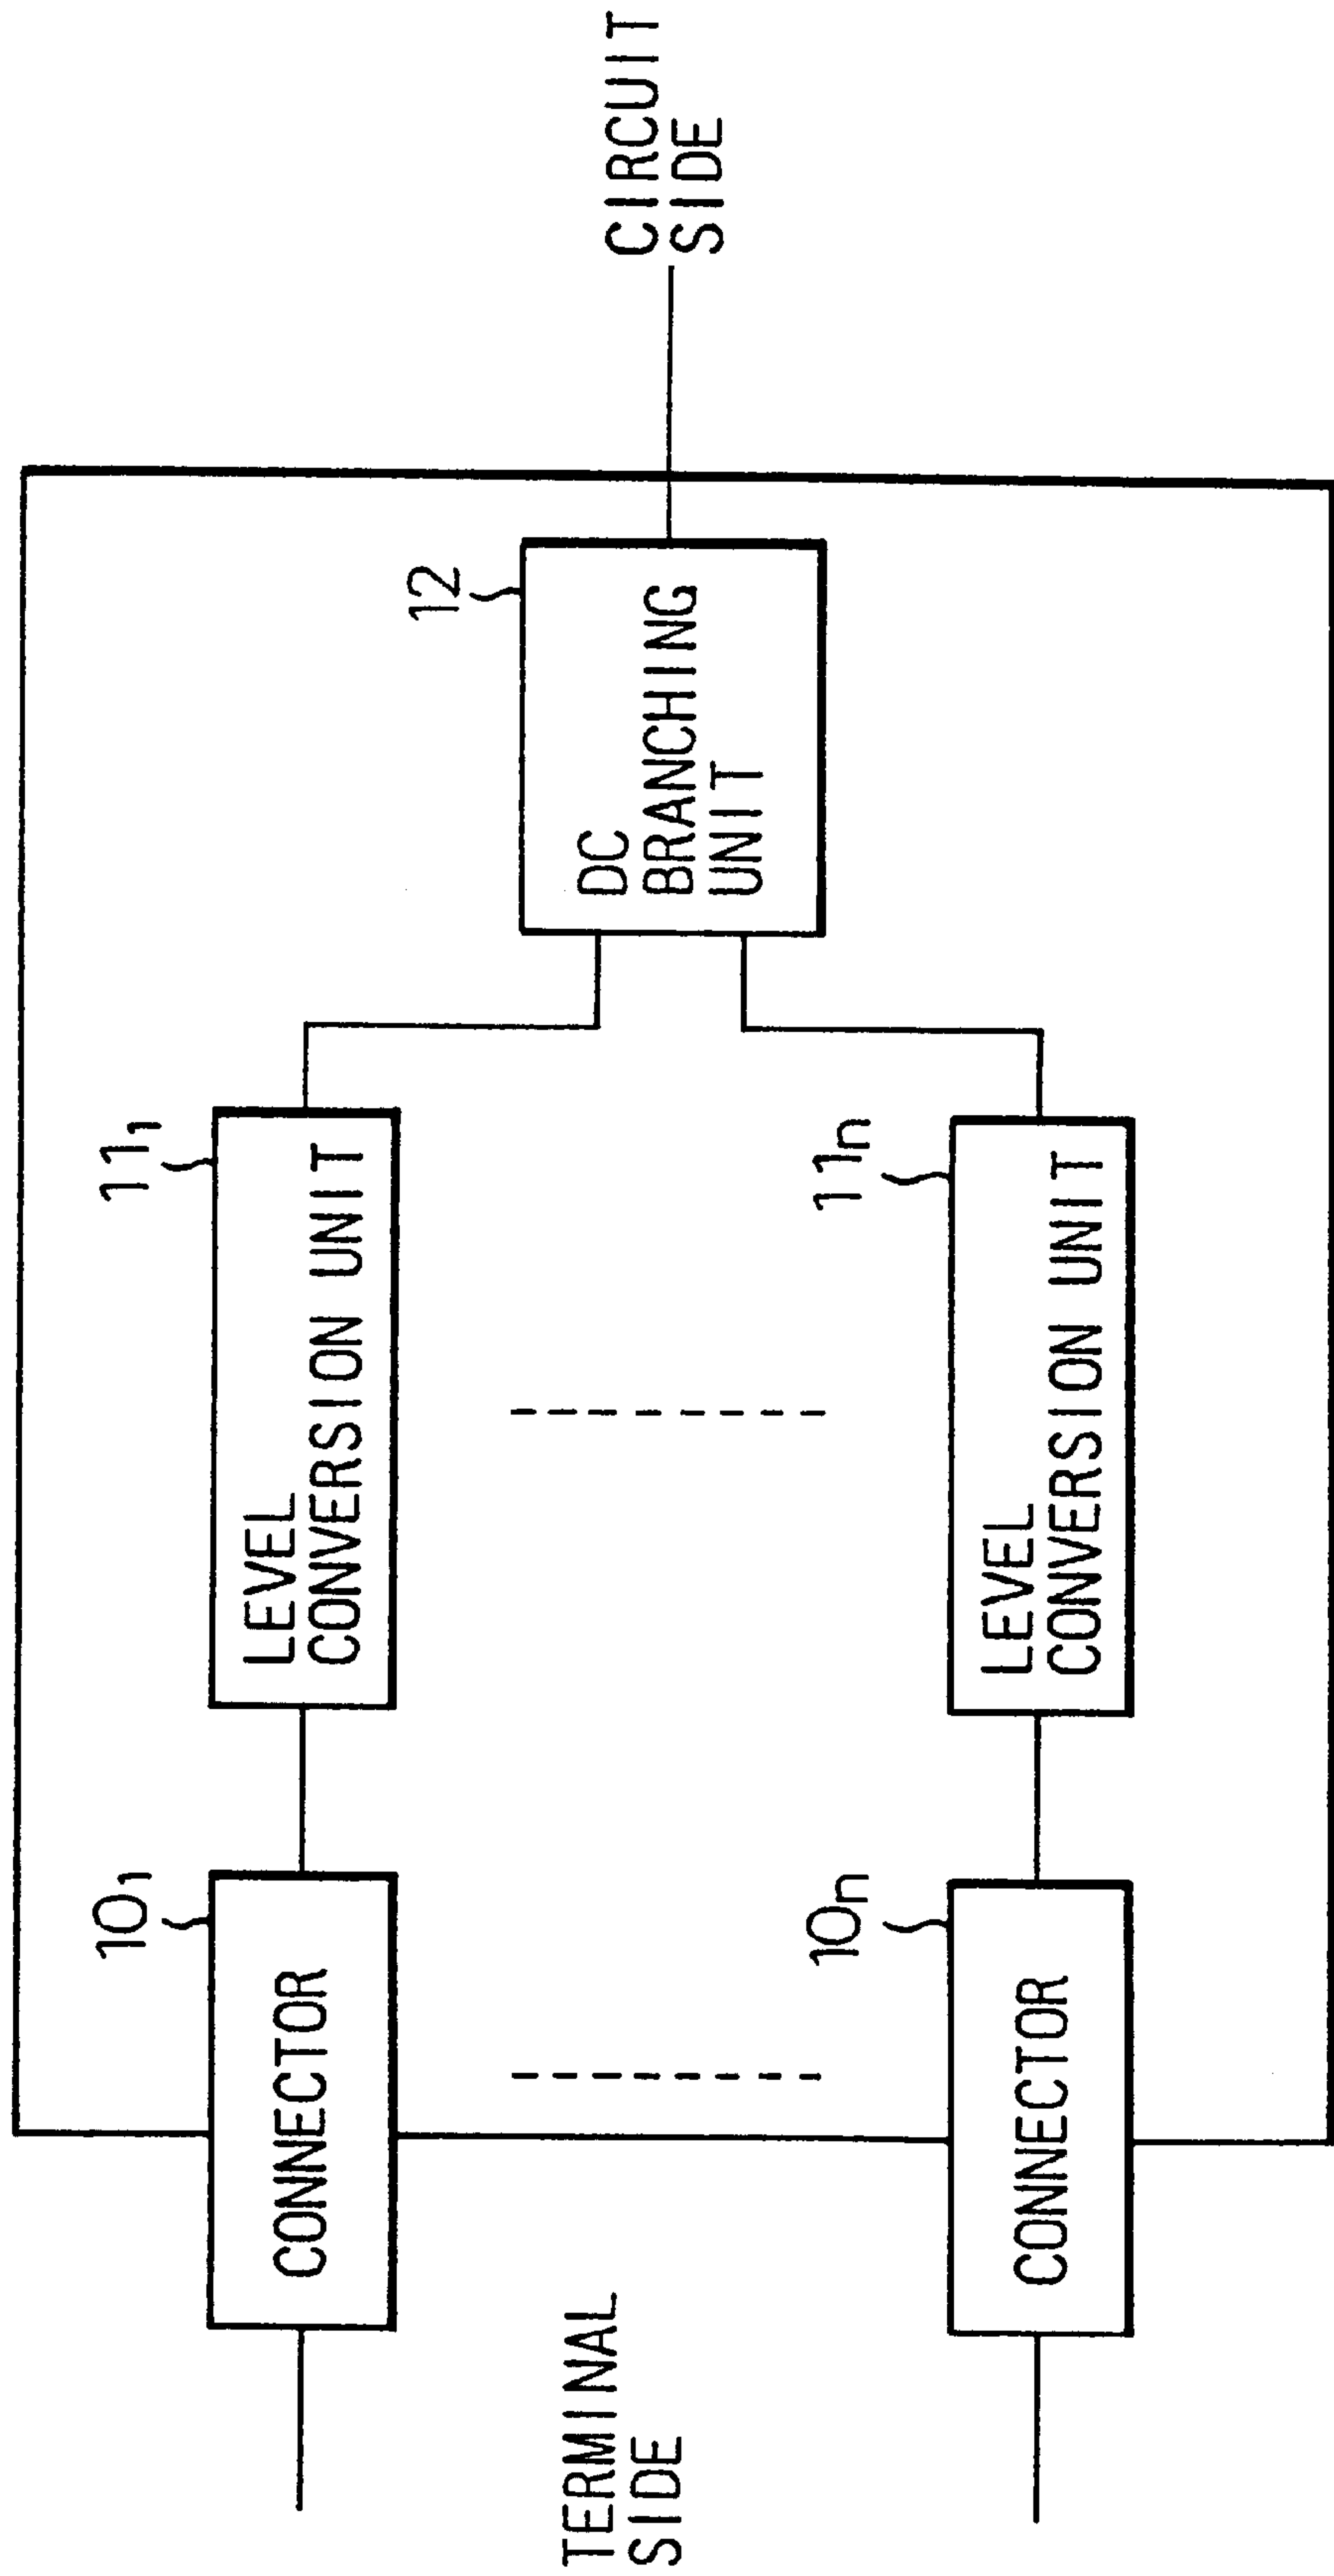 10₁
CONNECTOR
11₁
LEVEL
CONVERSION UNIT
12
DC
BRANCHING
UNIT
CIRCUIT
SIDE
TERMINAL
SIDE
10ₙ
CONNECTOR
11ₙ
LEVEL
CONVERSION UNIT